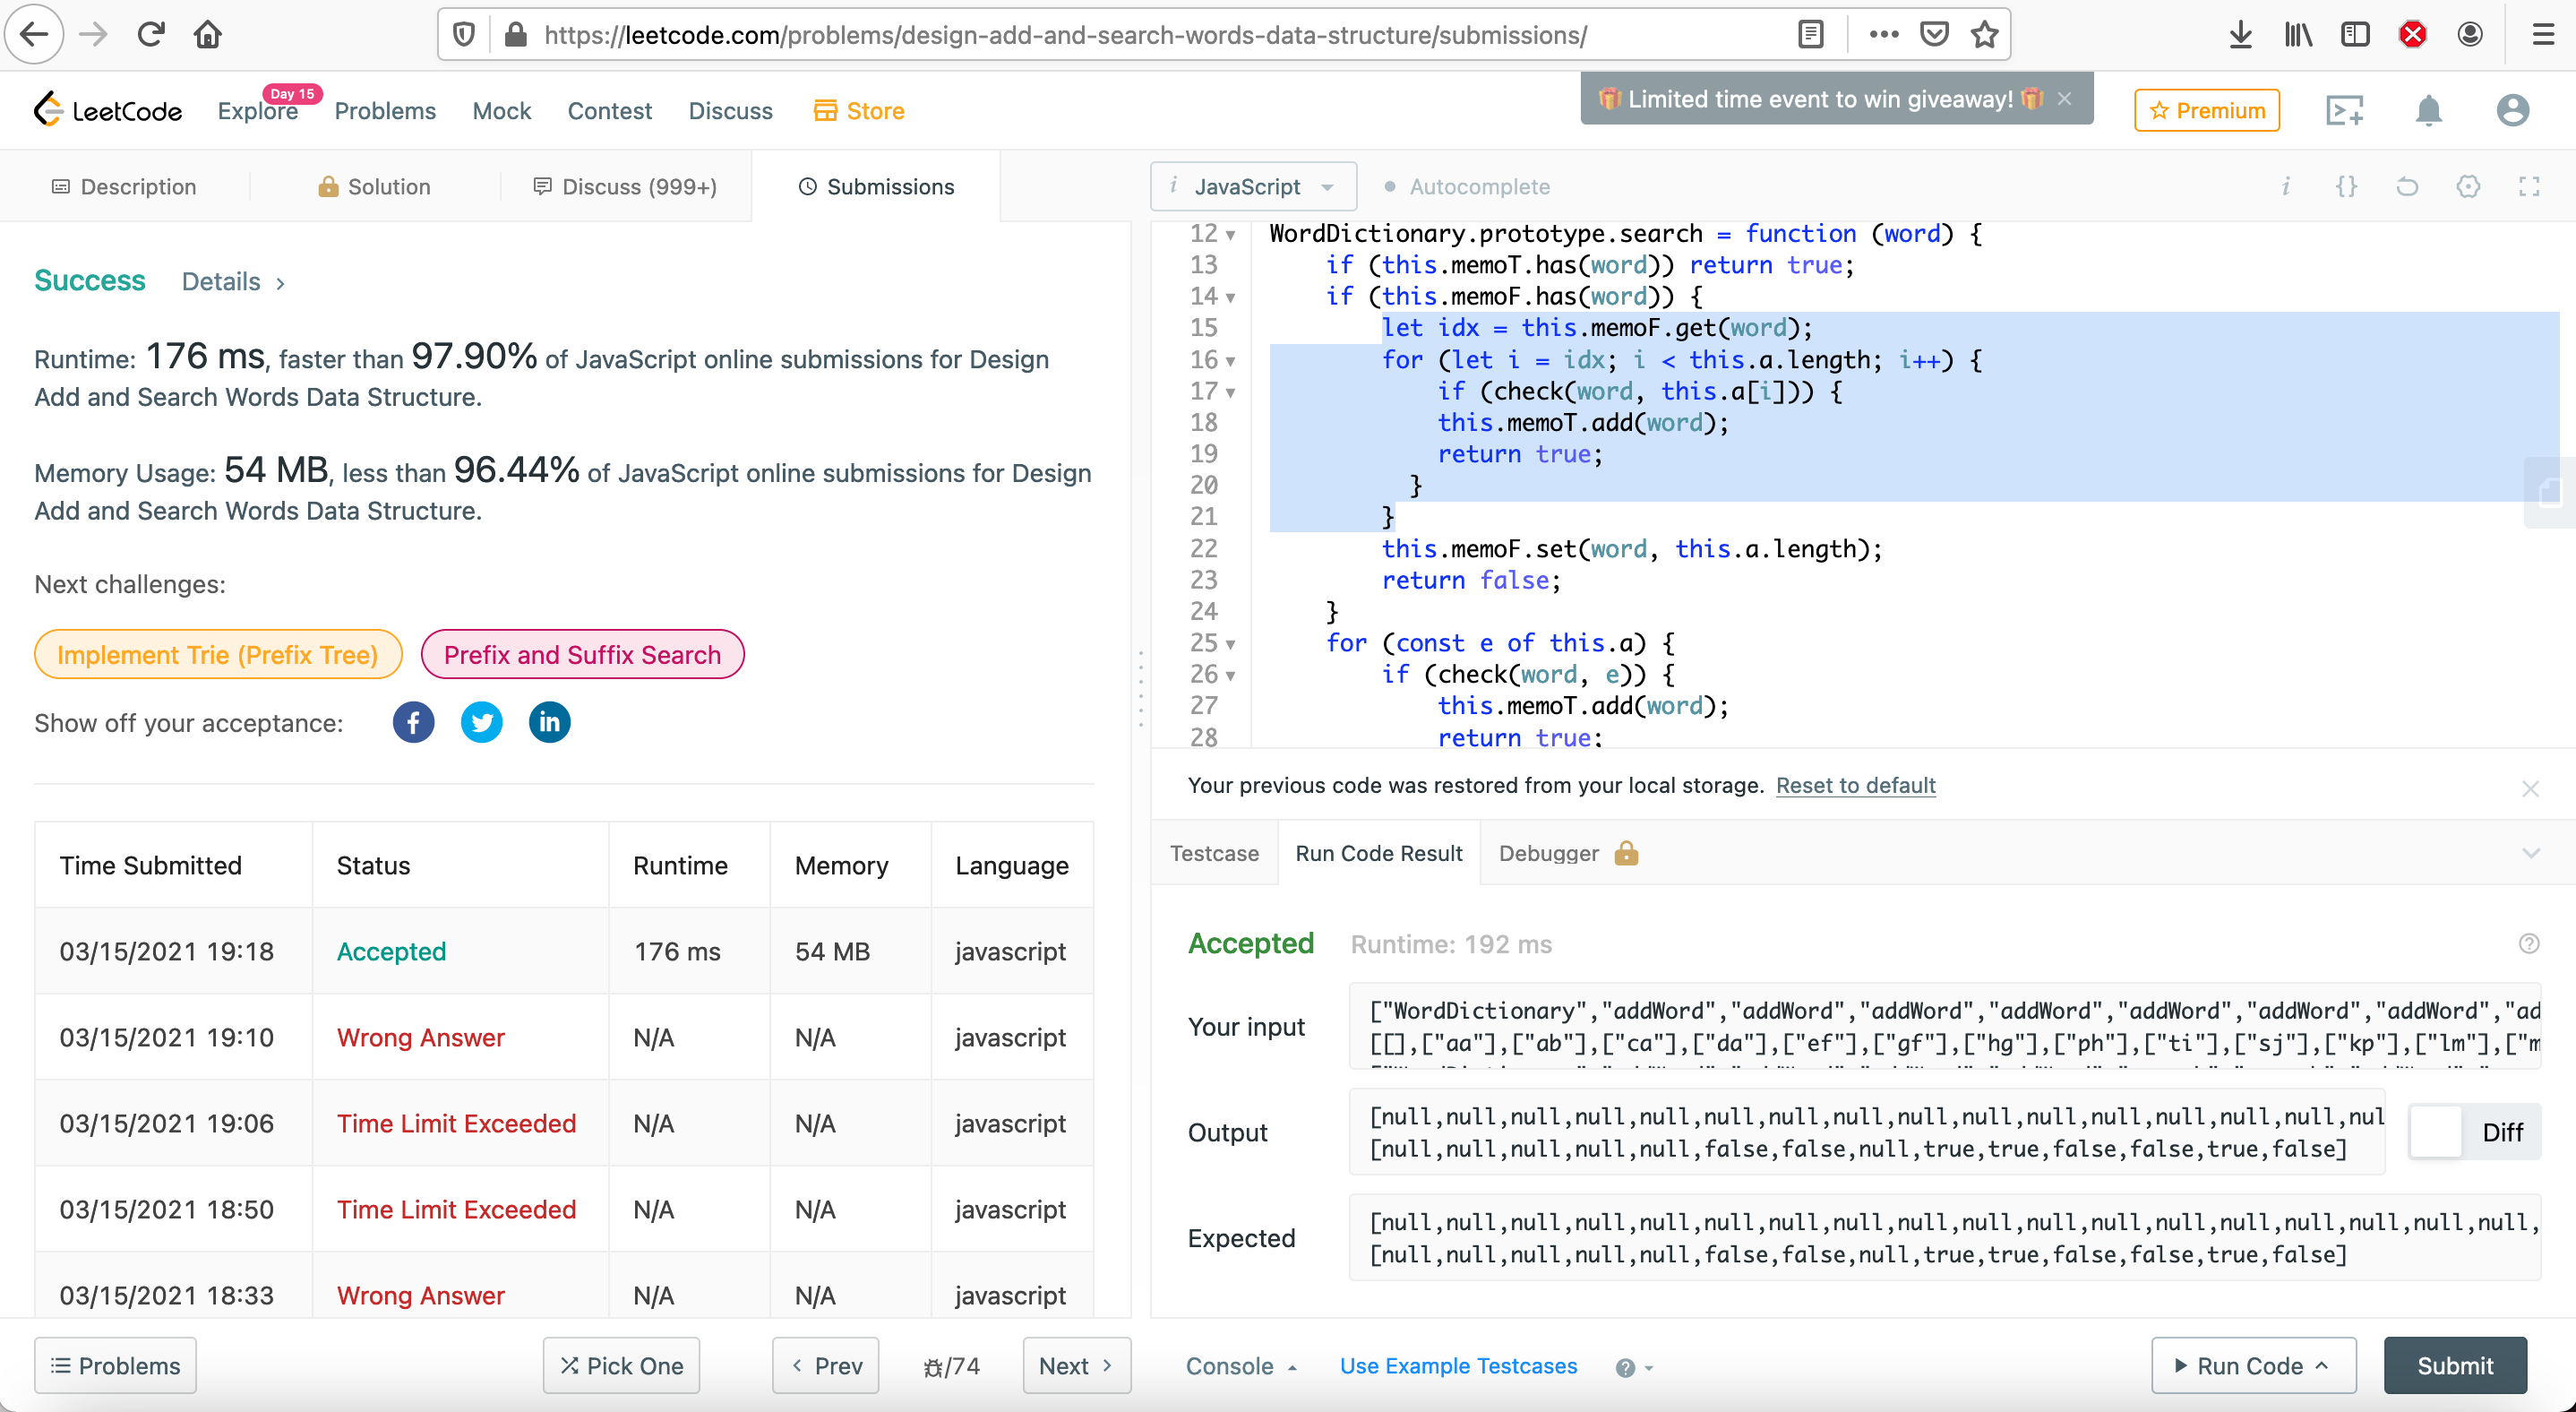 https://leetcode.com/problems/design-add-and-search-words-data-structure/submissions/
LeetCode
Explore
Day 15
Problems
Mock
Contest
Discuss
Store
Limited time event to win giveaway!
Premium
Description
Solution
Discuss (999+)
Submissions
i JavaScript
Autocomplete
Success Details >
Runtime: 176 ms, faster than 97.90% of JavaScript online submissions for Design
Add and Search Words Data Structure.
Memory Usage: 54 MB, less than 96.44% of JavaScript online submissions for Design
Add and Search Words Data Structure.
Next challenges:
Implement Trie (Prefix Tree)
Prefix and Suffix Search
Show off your acceptance:
Time Submitted Status Runtime Memory Language
03/15/2021 19:18 Accepted 176 ms 54 MB javascript
03/15/2021 19:10 Wrong Answer N/A N/A javascript
03/15/2021 19:06 Time Limit Exceeded N/A N/A javascript
03/15/2021 18:50 Time Limit Exceeded N/A N/A javascript
03/15/2021 18:33 Wrong Answer N/A N/A javascript
Problems
Pick One
< Prev
/74
Next >
12 WordDictionary.prototype.search = function (word) {
13 if (this.memoT.has(word)) return true;
14 if (this.memoF.has(word)) {
15 let idx = this.memoF.get(word);
16 for (let i = idx; i < this.a.length; i++) {
17 if (check(word, this.a[i])) {
18 this.memoT.add(word);
19 return true;
20 }
21 }
22 this.memoF.set(word, this.a.length);
23 return false;
24 }
25 for (const e of this.a) {
26 if (check(word, e)) {
27 this.memoT.add(word);
28 return true;
Your previous code was restored from your local storage. Reset to default
Testcase
Run Code Result
Debugger
Accepted Runtime: 192 ms
Your input
["WordDictionary","addWord","addWord","addWord","addWord","addWord","addWord","addWord","ad
[[],["aa"],["ab"],["ca"],["da"],["ef"],["gf"],["hg"],["ph"],["ti"],["sj"],["kp"],["lm"],["m
Output
[null,null,null,null,null,null,null,null,null,null,null,null,null,null,null,nul
[null,null,null,null,null,false,false,null,true,true,false,false,true,false]
Diff
Expected
[null,null,null,null,null,null,null,null,null,null,null,null,null,null,null,null,null,null,
[null,null,null,null,null,false,false,null,true,true,false,false,true,false]
Console
Use Example Testcases
Run Code
Submit